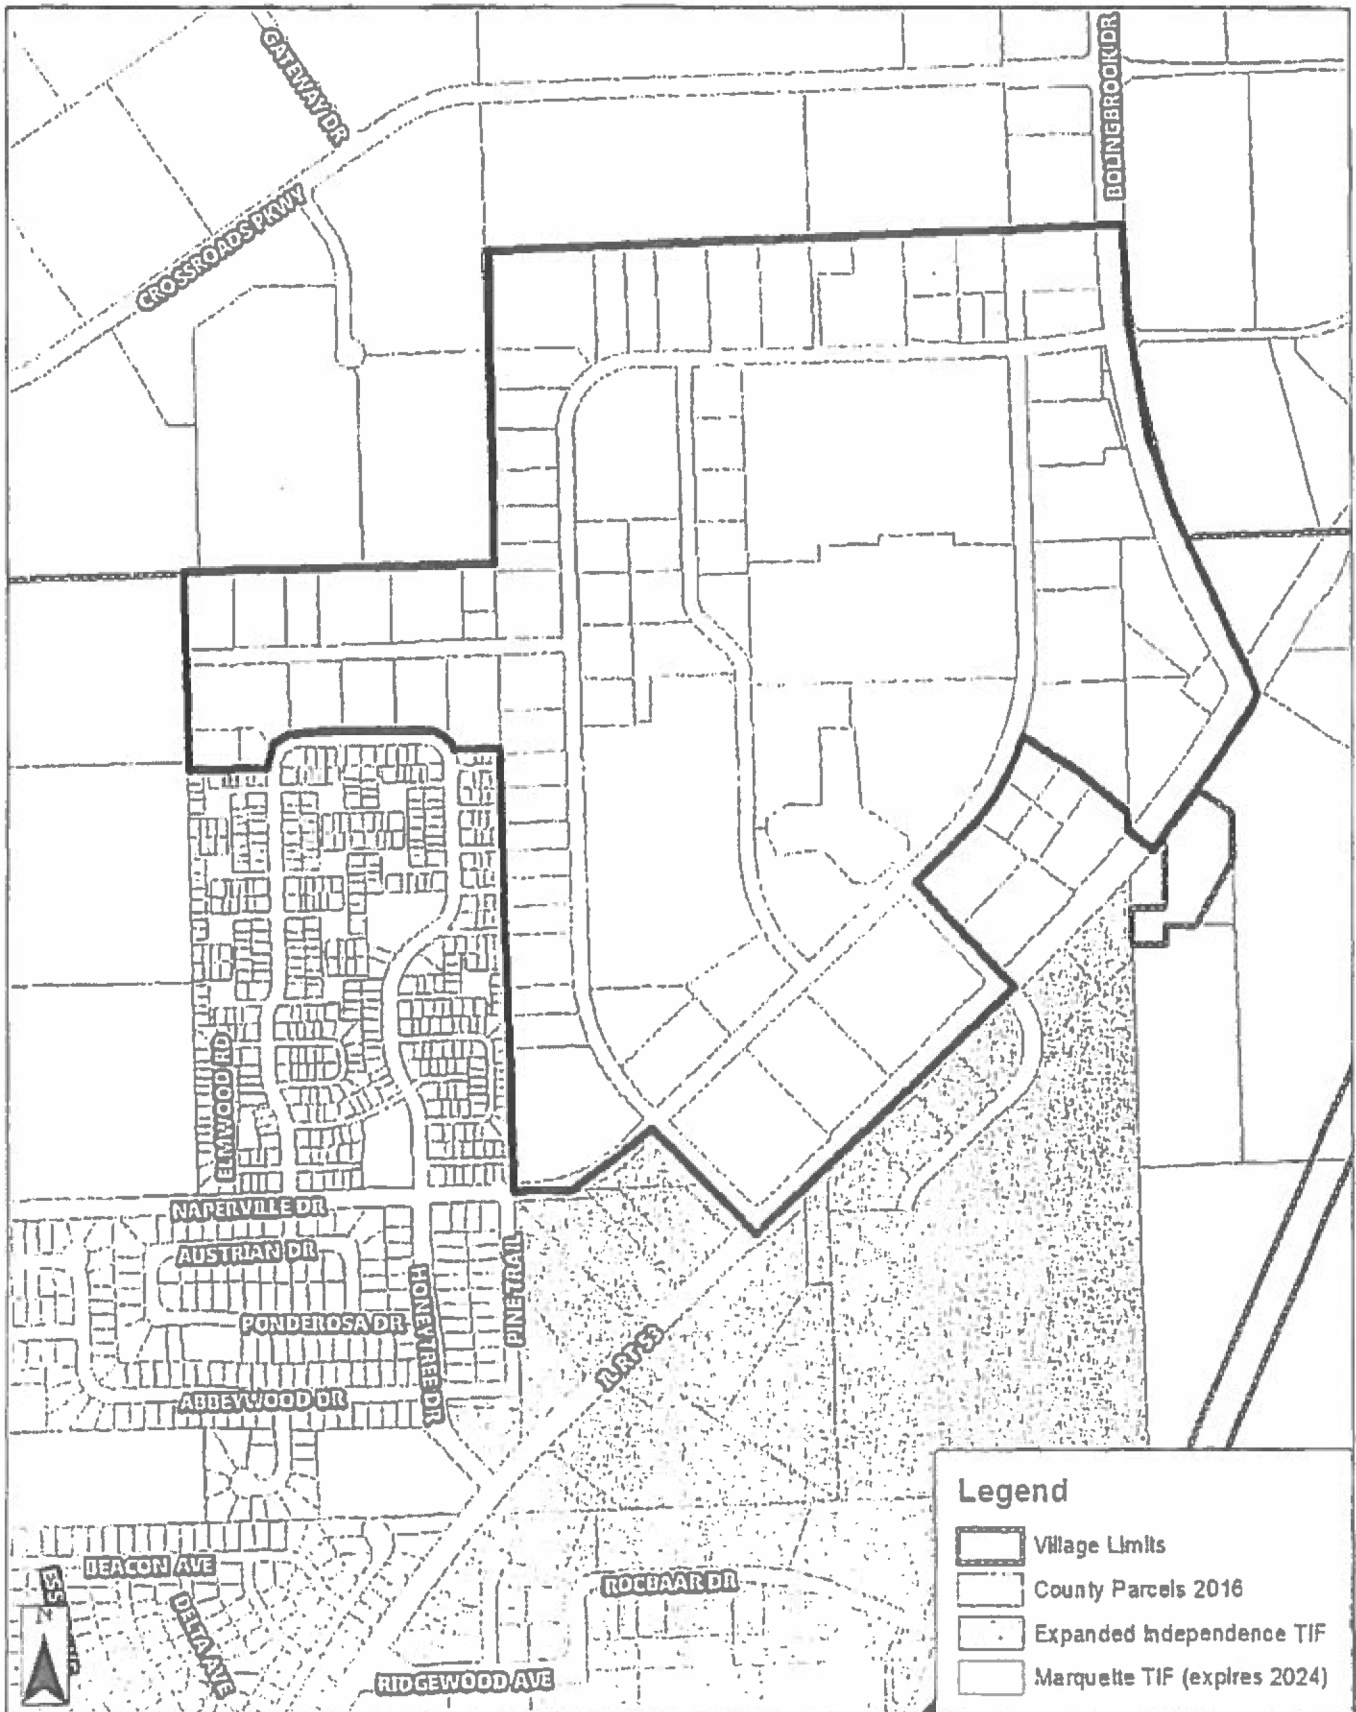 GATEWAY DR
BOLINGBROOK DR
CROSSROADS PKWY
ELMWOOD RD
NAPERVILLE DR
AUSTRIAN DR
HONEYTREE DR
PINE TRAIL
PONDEROSA DR
IL RT 53
ABBEYWOOD DR
Legend
Village Limits
BEACON AVE
County Parcels 2016
ROCBAAR DR
DELTA AVE
Expanded Independence TIF
Marquette TIF (expires 2024)
RIDGEWOOD AVE
N